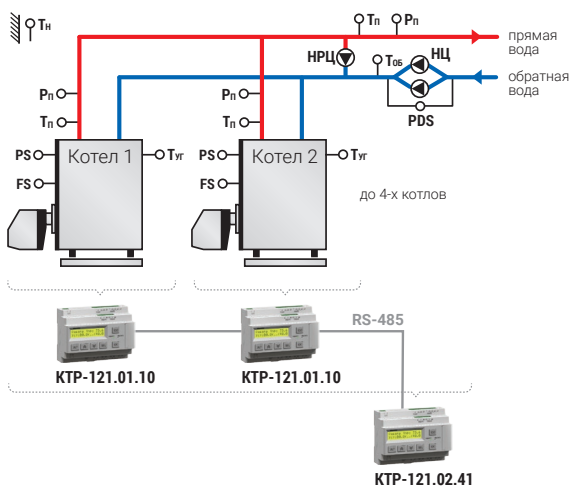 Tн
Tп
Pп
прямая
вода
НРЦ
Tоб
НЦ
обратная
вода
PDS
Pп
Tп
Pп
Tп
PS
Котел 1
Tуг
PS
Котел 2
Tуг
FS
FS
до 4-х котлов
RS-485
КТР-121.01.10
КТР-121.01.10
КТР-121.02.41